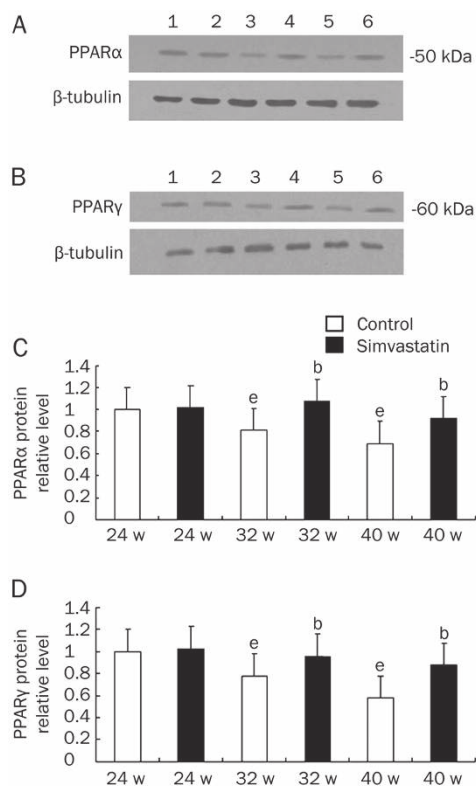 A
1 2 3 4 5 6
PPARα
-50 kDa
β-tubulin
B
1 2 3 4 5 6
PPARγ
-60 kDa
β-tubulin
Control
Simvastatin
C
PPARα protein
relative level
1.4
1.2
1
0.8
0.6
0.4
0.2
0
e b e b
24 w 24 w 32 w 32 w 40 w 40 w
D
PPARγ protein
relative level
1.4
1.2
1
0.8
0.6
0.4
0.2
0
e b e b
24 w 24 w 32 w 32 w 40 w 40 w